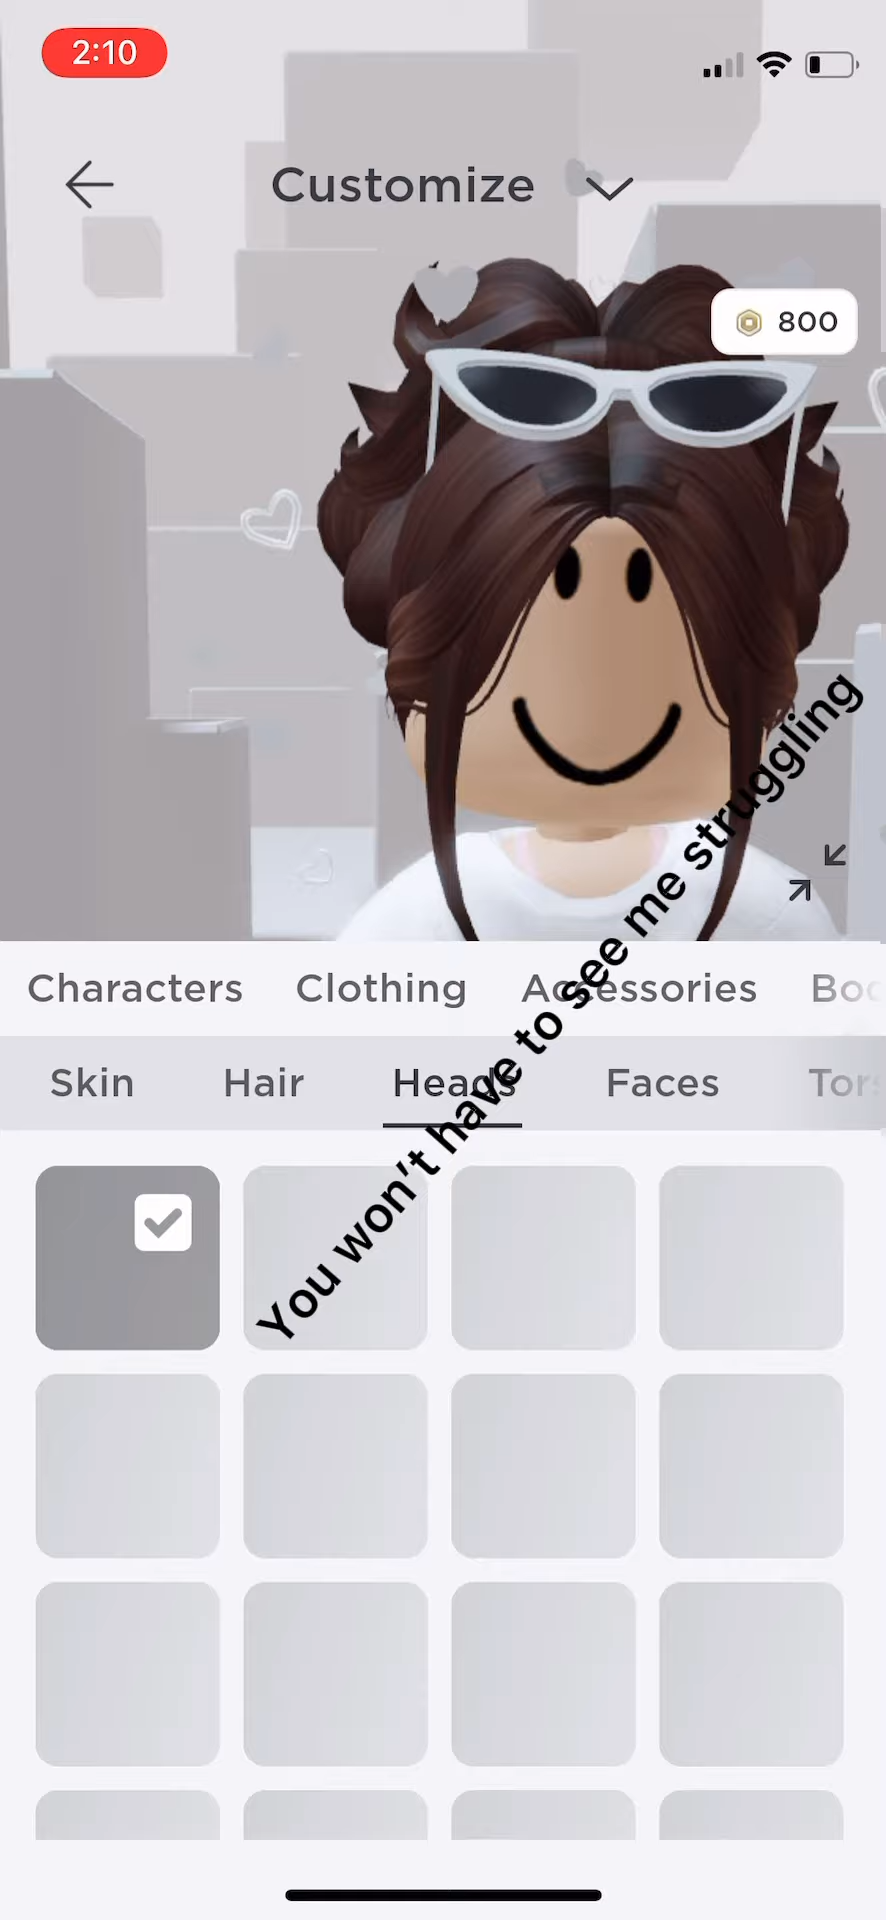 2:10
Customize
800
You won't have to see me struggling
Characters Clothing Accessories
Skin Hair Heads Faces